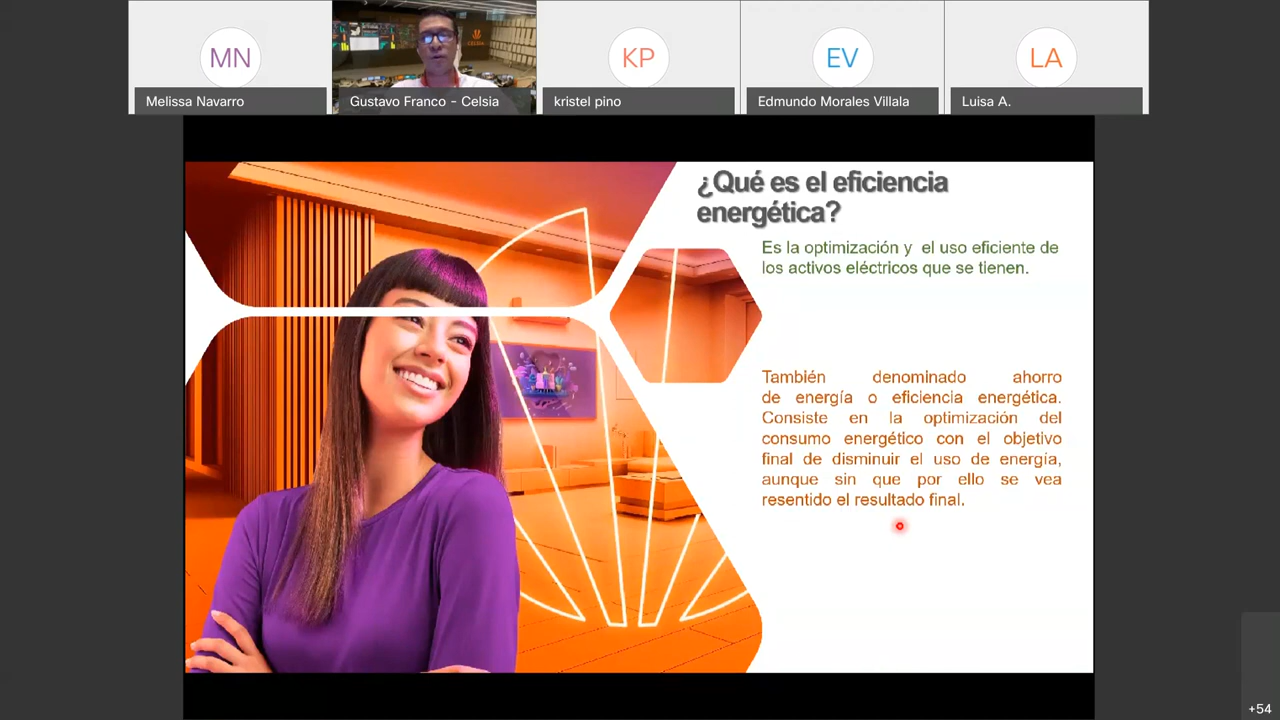 MN
KP
EV
LA
Melissa Navarro
Gustavo Franco - Celsia
kristel pino
Edmundo Morales Villala
Luisa A.
¿Qué es el eficiencia
energética?
Es la optimización y el uso eficiente de
los activos eléctricos que se tienen.
También denominado ahorro
de energía o eficiencia energética.
Consiste en la optimización del
consumo energético con el objetivo
final de disminuir el uso de energía,
aunque sin que por ello se vea
resentido el resultado final.
+54